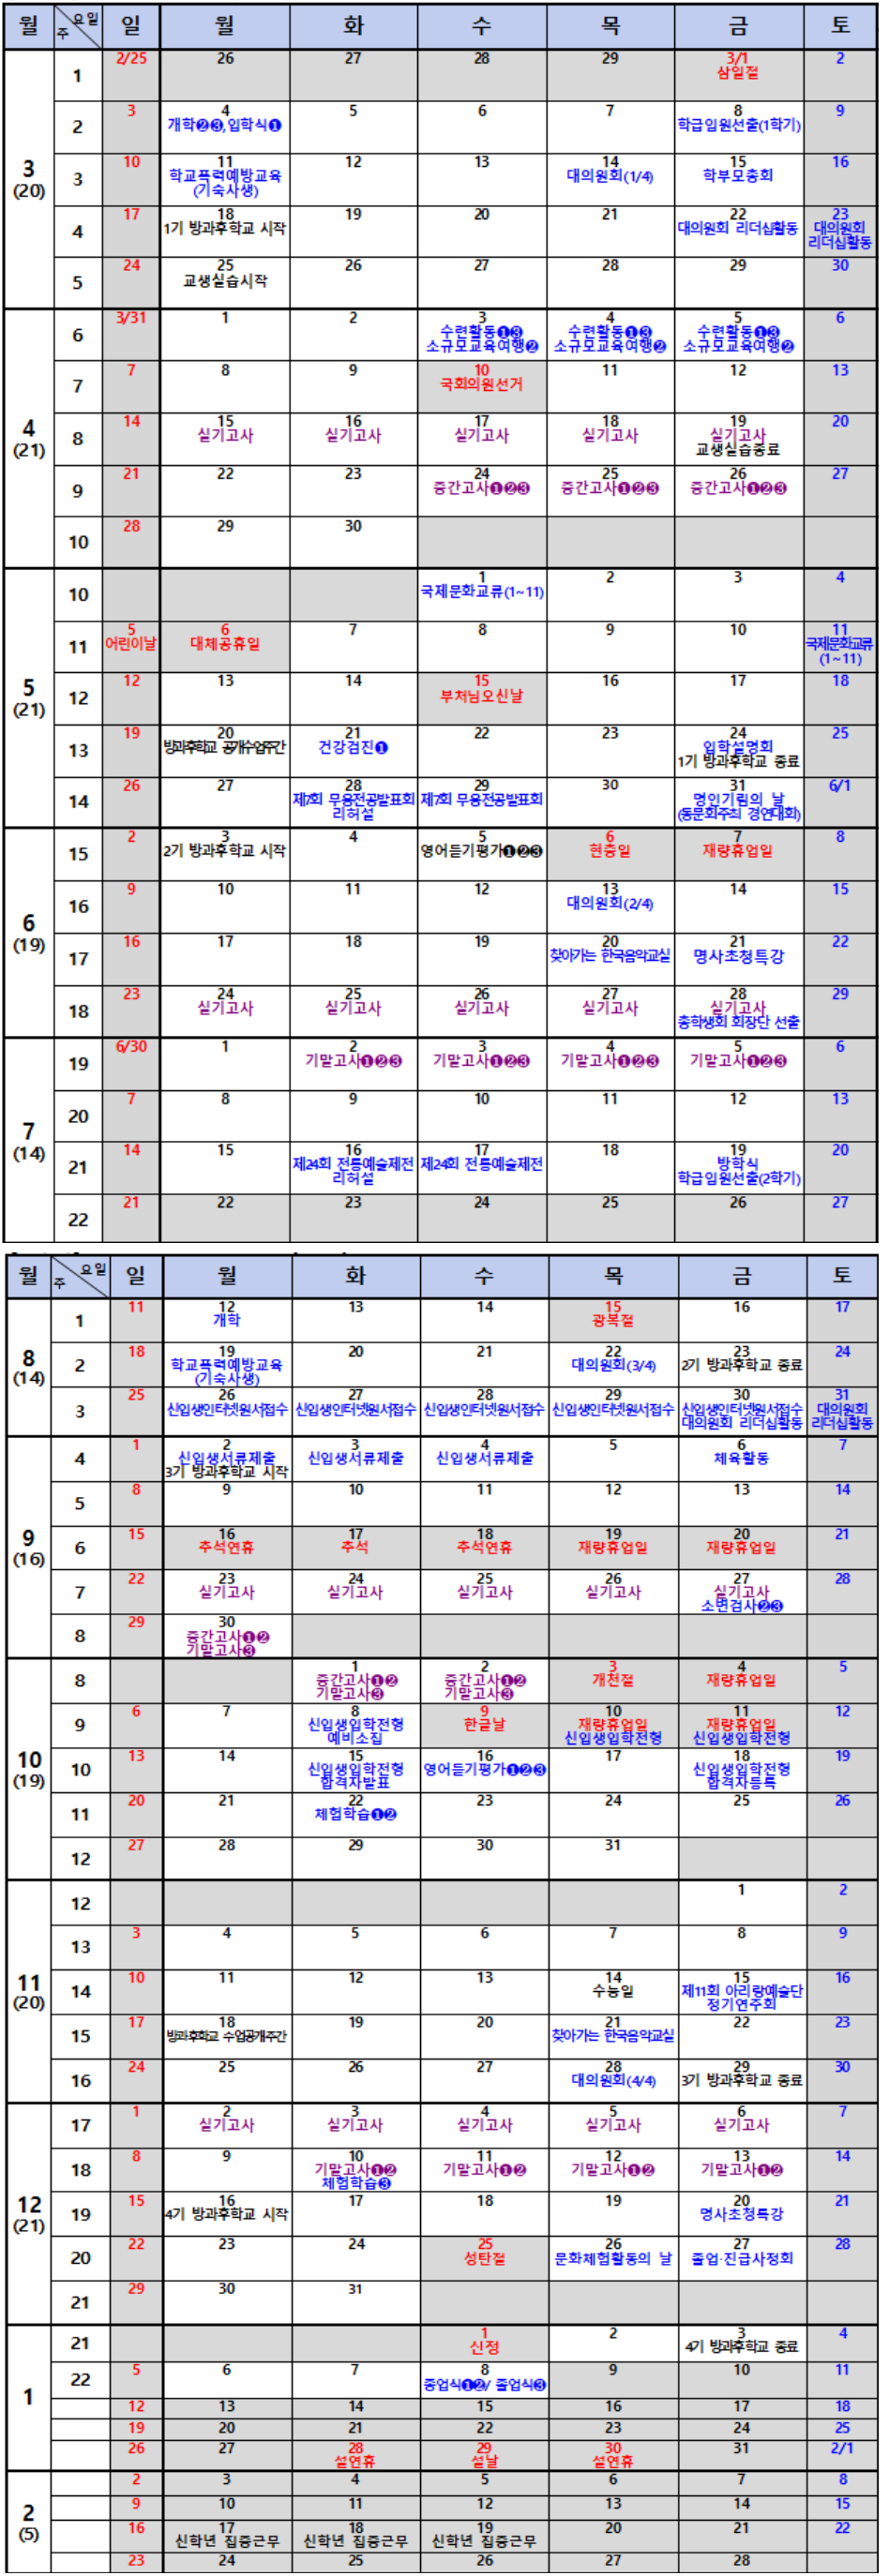 월 주 요일 일 월 화 수 목 금 토
3 (20)
1 2/25 26 27 28 29 3/1 2
삼일절
2 3 4 5 6 7 8 9
개학❷❸,입학식❶ 학급임원선출(1학기)
3 10 11 12 13 14 15 16
학교폭력예방교육 대의원회(1/4) 학부모총회
(기숙사생)
4 17 18 19 20 21 22 23
1기 방과후학교 시작 대의원회 리더십활동 대의원회
리더십활동
5 24 25 26 27 28 29 30
교생실습시작
4 (21)
6 3/31 1 2 3 4 5 6
수련활동❶❸ 수련활동❶❸ 수련활동❶❸
소규모교육여행❷ 소규모교육여행❷ 소규모교육여행❷
7 7 8 9 10 11 12 13
국회의원선거
8 14 15 16 17 18 19 20
실기고사 실기고사 실기고사 실기고사 실기고사
교생실습종료
9 21 22 23 24 25 26 27
중간고사❶❷❸ 중간고사❶❷❸ 중간고사❶❷❸
10 28 29 30
5 (21)
10 1 2 3 4
국제문화교류(1~11)
11 5 6 7 8 9 10 11
어린이날 대체공휴일 국제문화교류
(1~11)
12 12 13 14 15 16 17 18
부처님오신날
13 19 20 21 22 23 24 25
방과후학교 공개수업주간 건강검진❶ 입학설명회
1기 방과후학교 종료
14 26 27 28 29 30 31 6/1
제7회 무용전공발표회 제7회 무용전공발표회 명인기림의 날
리허설 (동문회주최 경연대회)
6 (19)
15 2 3 4 5 6 7 8
2기 방과후학교 시작 영어듣기평가❶❷❸ 현충일 재량휴업일
16 9 10 11 12 13 14 15
대의원회(2/4)
17 16 17 18 19 20 21 22
찾아가는 한국음악교실 명사초청특강
18 23 24 25 26 27 28 29
실기고사 실기고사 실기고사 실기고사 실기고사
총학생회 회장단 선출
7 (14)
19 6/30 1 2 3 4 5 6
기말고사❶❷❸ 기말고사❶❷❸ 기말고사❶❷❸ 기말고사❶❷❸
20 7 8 9 10 11 12 13
21 14 15 16 17 18 19 20
제24회 전통예술제전 제24회 전통예술제전 방학식
리허설 학급임원선출(2학기)
22 21 22 23 24 25 26 27
월 주 요일 일 월 화 수 목 금 토
8 (14)
1 11 12 13 14 15 16 17
개학 광복절
2 18 19 20 21 22 23 24
학교폭력예방교육 대의원회(3/4) 2기 방과후학교 종료
(기숙사생)
3 25 26 27 28 29 30 31
신입생인터넷원서접수 신입생인터넷원서접수 신입생인터넷원서접수 신입생인터넷원서접수 신입생인터넷원서접수 대의원회
대의원회 리더십활동 리더십활동
9 (16)
4 1 2 3 4 5 6 7
신입생서류제출 신입생서류제출 신입생서류제출 체육활동
3기 방과후학교 시작
5 8 9 10 11 12 13 14
6 15 16 17 18 19 20 21
추석연휴 추석 추석연휴 재량휴업일 재량휴업일
7 22 23 24 25 26 27 28
실기고사 실기고사 실기고사 실기고사 실기고사
소변검사❷❸
8 29 30
중간고사❶❷
기말고사❸
10 (19)
8 1 2 3 4 5
중간고사❶❷ 중간고사❶❷ 개천절 재량휴업일
기말고사❸ 기말고사❸
9 6 7 8 9 10 11 12
신입생입학전형 한글날 재량휴업일 재량휴업일
예비소집 신입생입학전형 신입생입학전형
10 13 14 15 16 17 18 19
신입생입학전형 영어듣기평가❶❷❸ 신입생입학전형
합격자발표 합격자등록
11 20 21 22 23 24 25 26
체험학습❶❷
12 27 28 29 30 31
11 (20)
12 1 2
13 3 4 5 6 7 8 9
14 10 11 12 13 14 15 16
수능일 제11회 아리랑예술단
정기연주회
15 17 18 19 20 21 22 23
방과후학교 수업공개주간 찾아가는 한국음악교실
16 24 25 26 27 28 29 30
대의원회(4/4) 3기 방과후학교 종료
12 (21)
17 1 2 3 4 5 6 7
실기고사 실기고사 실기고사 실기고사 실기고사
18 8 9 10 11 12 13 14
기말고사❶❷ 기말고사❶❷ 기말고사❶❷ 기말고사❶❷
체험학습❸
19 15 16 17 18 19 20 21
4기 방과후학교 시작 명사초청특강
20 22 23 24 25 26 27 28
성탄절 문화체험활동의 날 졸업·진급사정회
21 29 30 31
1
21 1 2 3 4
신정 4기 방과후학교 종료
22 5 6 7 8 9 10 11
종업식❶❷/ 졸업식❸
12 13 14 15 16 17 18
19 20 21 22 23 24 25
26 27 28 29 30 31 2/1
설연휴 설날 설연휴
2 (5)
2 3 4 5 6 7 8
9 10 11 12 13 14 15
16 17 18 19 20 21 22
신학년 집중근무 신학년 집중근무 신학년 집중근무
23 24 25 26 27 28